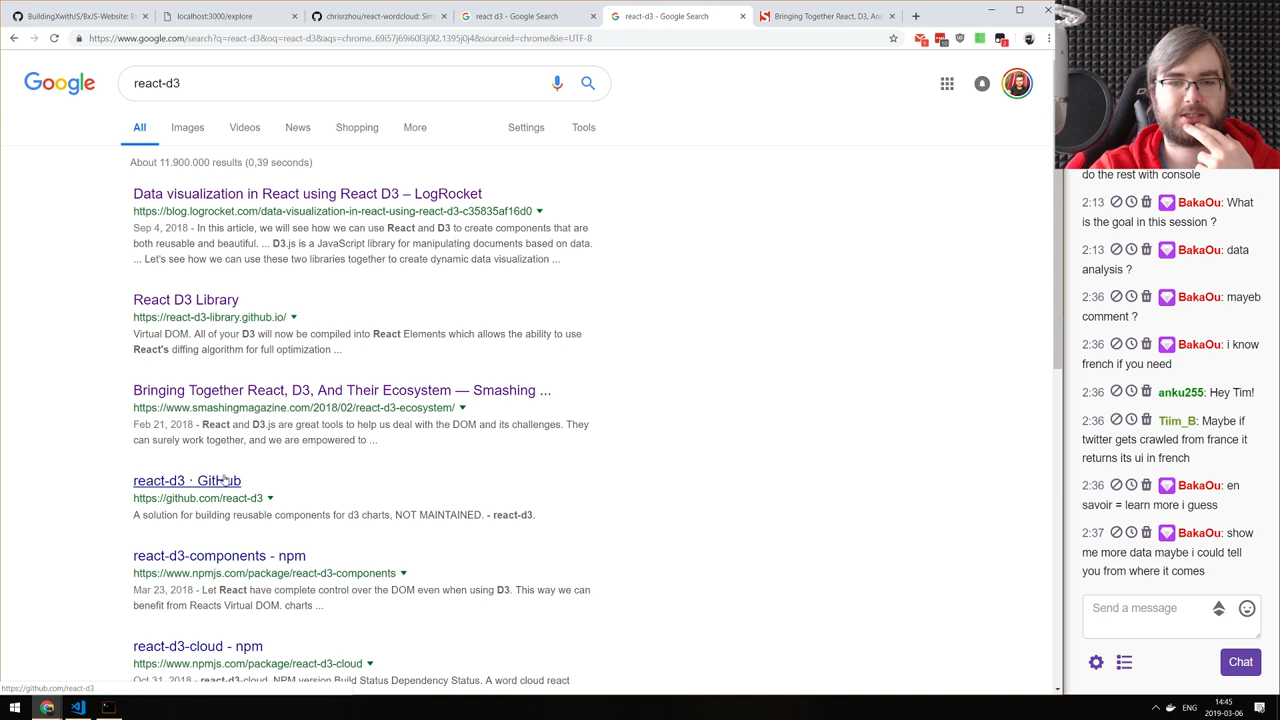 BuildingXwithJS/BxJS-Website: B
localhost:3000/explore
chrisrzhou/react-wordcloud: Sim
react d3 - Google Search
react-d3 - Google Search
Bringing Together React, D3, And
https://www.google.com/search?q=react-d3&oq=react-d3&aqs=chrome..69i57j69i60l3j0l2.1395j0j4&sourceid=chrome&ie=UTF-8
Google
react-d3
All
Images
Videos
News
Shopping
More
Settings
Tools
About 11.900.000 results (0,39 seconds)
Data visualization in React using React D3 – LogRocket
https://blog.logrocket.com/data-visualization-in-react-using-react-d3-c35835af16d0
Sep 4, 2018 - In this article, we will see how we can use React and D3 to create components that are
both reusable and beautiful. ... D3.js is a JavaScript library for manipulating documents based on data.
... Let's see how we can use these two libraries together to create dynamic data visualization ...
React D3 Library
https://react-d3-library.github.io/
Virtual DOM. All of your D3 will now be compiled into React Elements which allows the ability to use
React's diffing algorithm for full optimization ...
Bringing Together React, D3, And Their Ecosystem — Smashing ...
https://www.smashingmagazine.com/2018/02/react-d3-ecosystem/
Feb 21, 2018 - React and D3.js are great tools to help us deal with the DOM and its challenges. They
can surely work together, and we are empowered to ...
react-d3 · GitHub
https://github.com/react-d3
A solution for building reusable components for d3 charts, NOT MAINTAINED. - react-d3.
react-d3-components - npm
https://www.npmjs.com/package/react-d3-components
Mar 23, 2018 - Let React have complete control over the DOM even when using D3. This way we can
benefit from Reacts Virtual DOM. charts ...
react-d3-cloud - npm
https://www.npmjs.com/package/react-d3-cloud
Oct 31, 2018 - react-d3-cloud. NPM version Build Status Dependency Status. A word cloud react
https://github.com/react-d3
do the rest with console
2:13 BakaOu: What
is the goal in this session ?
2:13 BakaOu: data
analysis ?
2:36 BakaOu: mayeb
comment ?
2:36 BakaOu: i know
french if you need
2:36 anku255: Hey Tim!
2:36 Tiim_B: Maybe if
twitter gets crawled from france it
returns its ui in french
2:36 BakaOu: en
savoir = learn more i guess
2:37 BakaOu: show
me more data maybe i could tell
you from where it comes
Send a message
Chat
ENG
14:45
2019-03-06